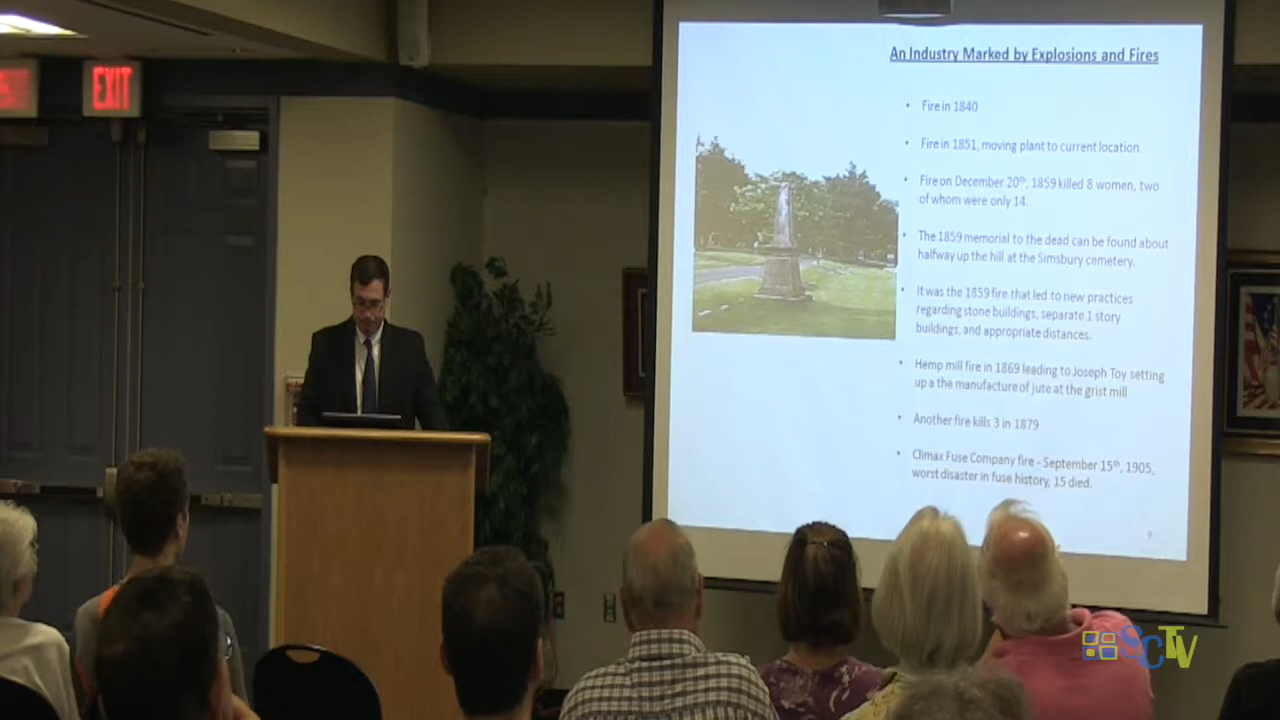 EXIT
An Industry Marked by Explosions and Fires
• Fire in 1840
• Fire in 1851, moving plant to current location
• Fire on December 20th, 1859 killed 8 women, two
of whom were only 14.
• The 1859 memorial to the dead can be found about
halfway up the hill at the Simsbury cemetery.
• It was the 1859 fire that led to new practices
regarding stone buildings, separate 1 story
buildings, and appropriate distances.
• Hemp mill fire in 1869 leading to Joseph Toy setting
up a the manufacture of jute at the grist mill
• Another fire kills 3 in 1879
• Climax Fuse Company fire - September 15th, 1905,
worst disaster in fuse history, 15 died.
9
SCTV